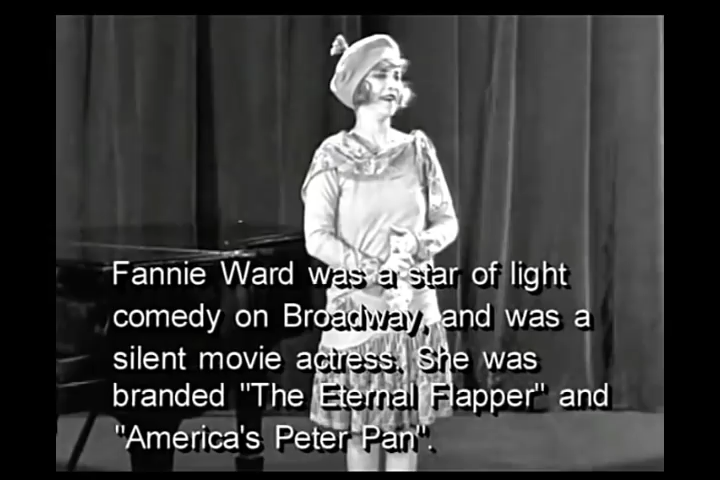 Fannie Ward was a star of light
comedy on Broadway, and was a
silent movie actress. She was
branded "The Eternal Flapper" and
"America's Peter Pan".